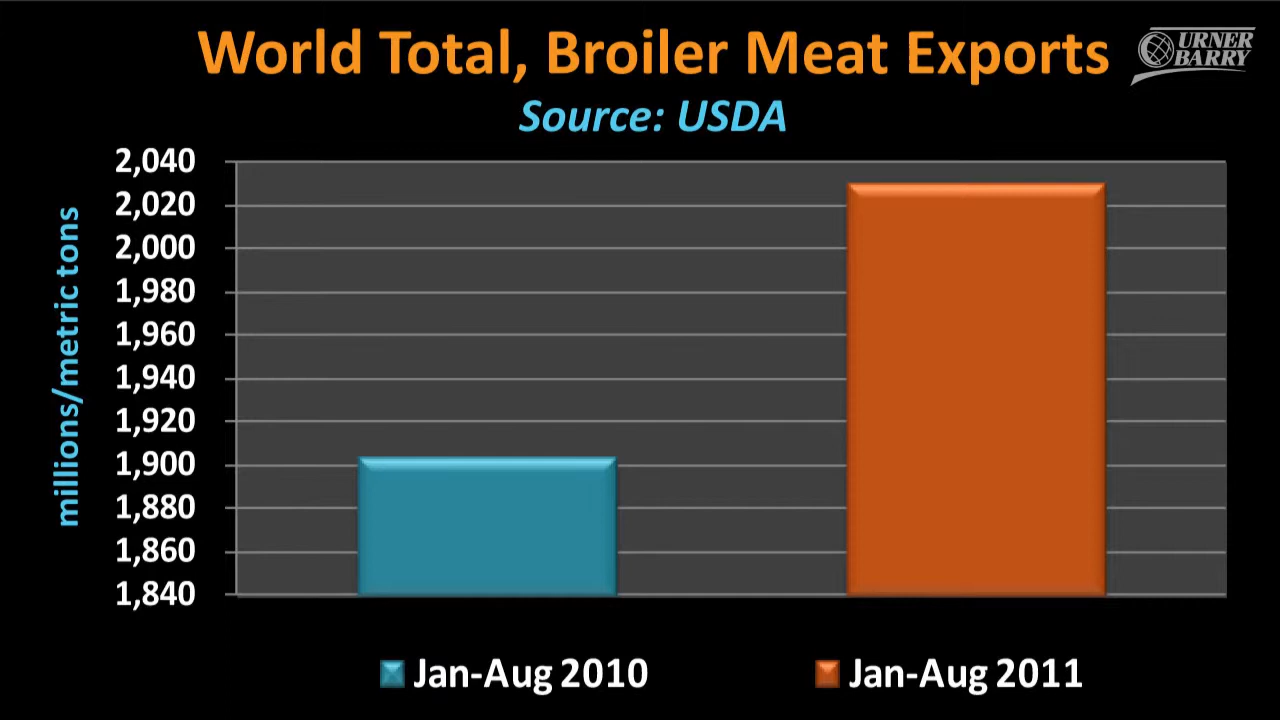 World Total, Broiler Meat Exports
URNER
BARRY
Source: USDA
millions/metric tons
2,040
2,020
2,000
1,980
1,960
1,940
1,920
1,900
1,880
1,860
1,840
Jan-Aug 2010
Jan-Aug 2011